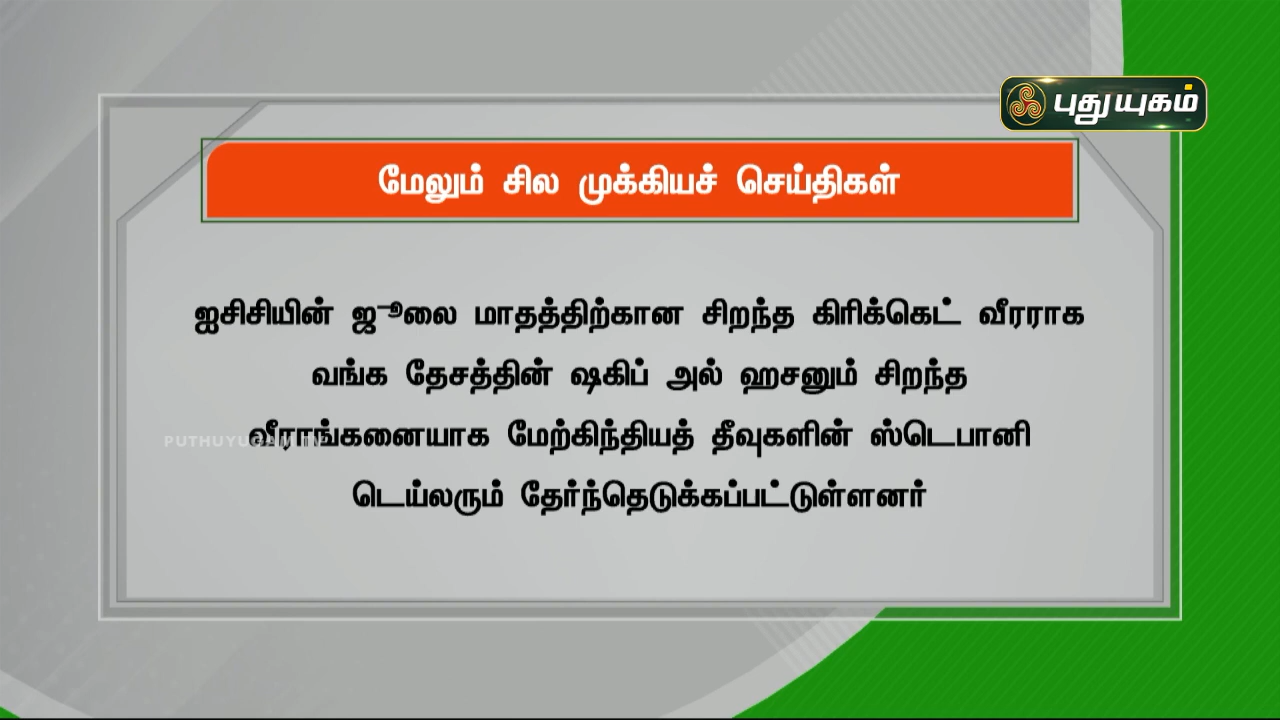 புதுயுகம்
மேலும் சில முக்கியச் செய்திகள்
ஐசிசியின் ஜூலை மாதத்திற்கான சிறந்த கிரிக்கெட் வீரராக
வங்க தேசத்தின் ஷகிப் அல் ஹசனும் சிறந்த
வீராங்கனையாக மேற்கிந்தியத் தீவுகளின் ஸ்டெபானி
PUTHUYUGAM TV
டெய்லரும் தேர்ந்தெடுக்கப்பட்டுள்ளனர்